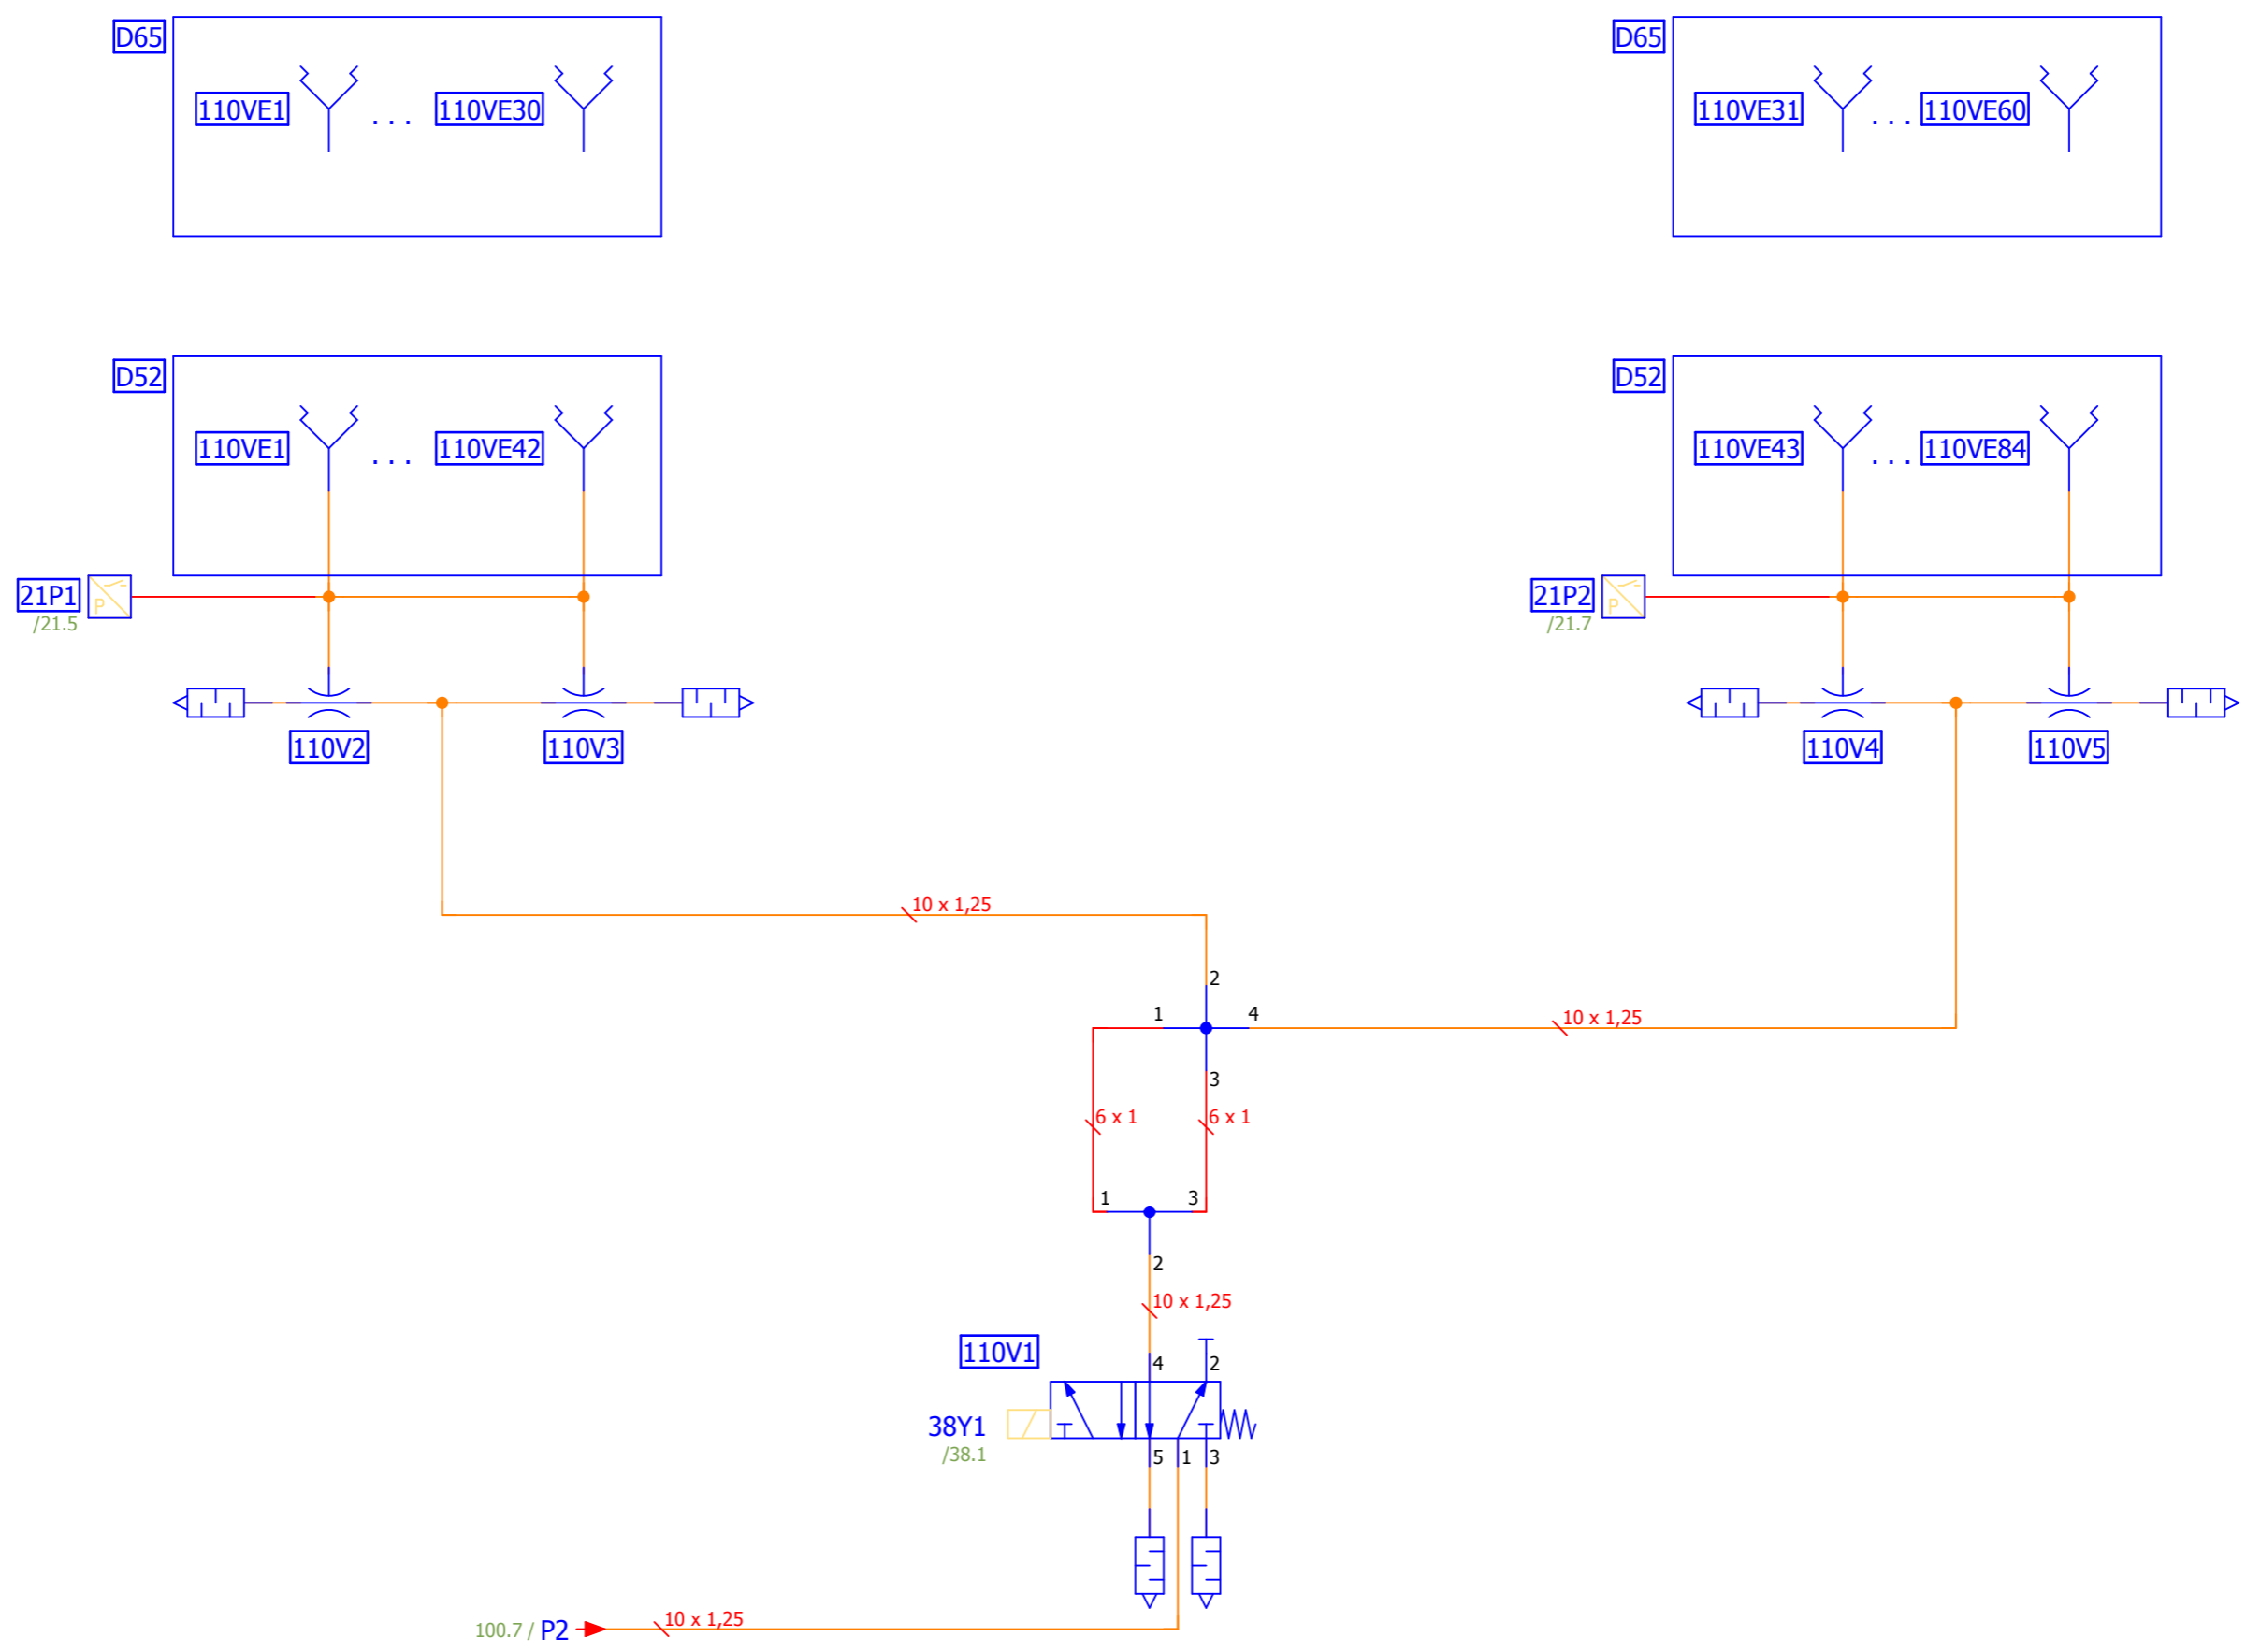 D65
D65
110VE1 ... 110VE30
110VE31 ... 110VE60
D52
D52
110VE1 ... 110VE42
110VE43 ... 110VE84
21P1
P
/21.5
21P2
P
/21.7
110V2
110V3
110V4
110V5
10 x 1,25
2
1
4
10 x 1,25
3
6 x 1
6 x 1
1
3
2
10 x 1,25
110V1
4
2
38Y1
/38.1
5
1
3
10 x 1,25
100.7 / P2